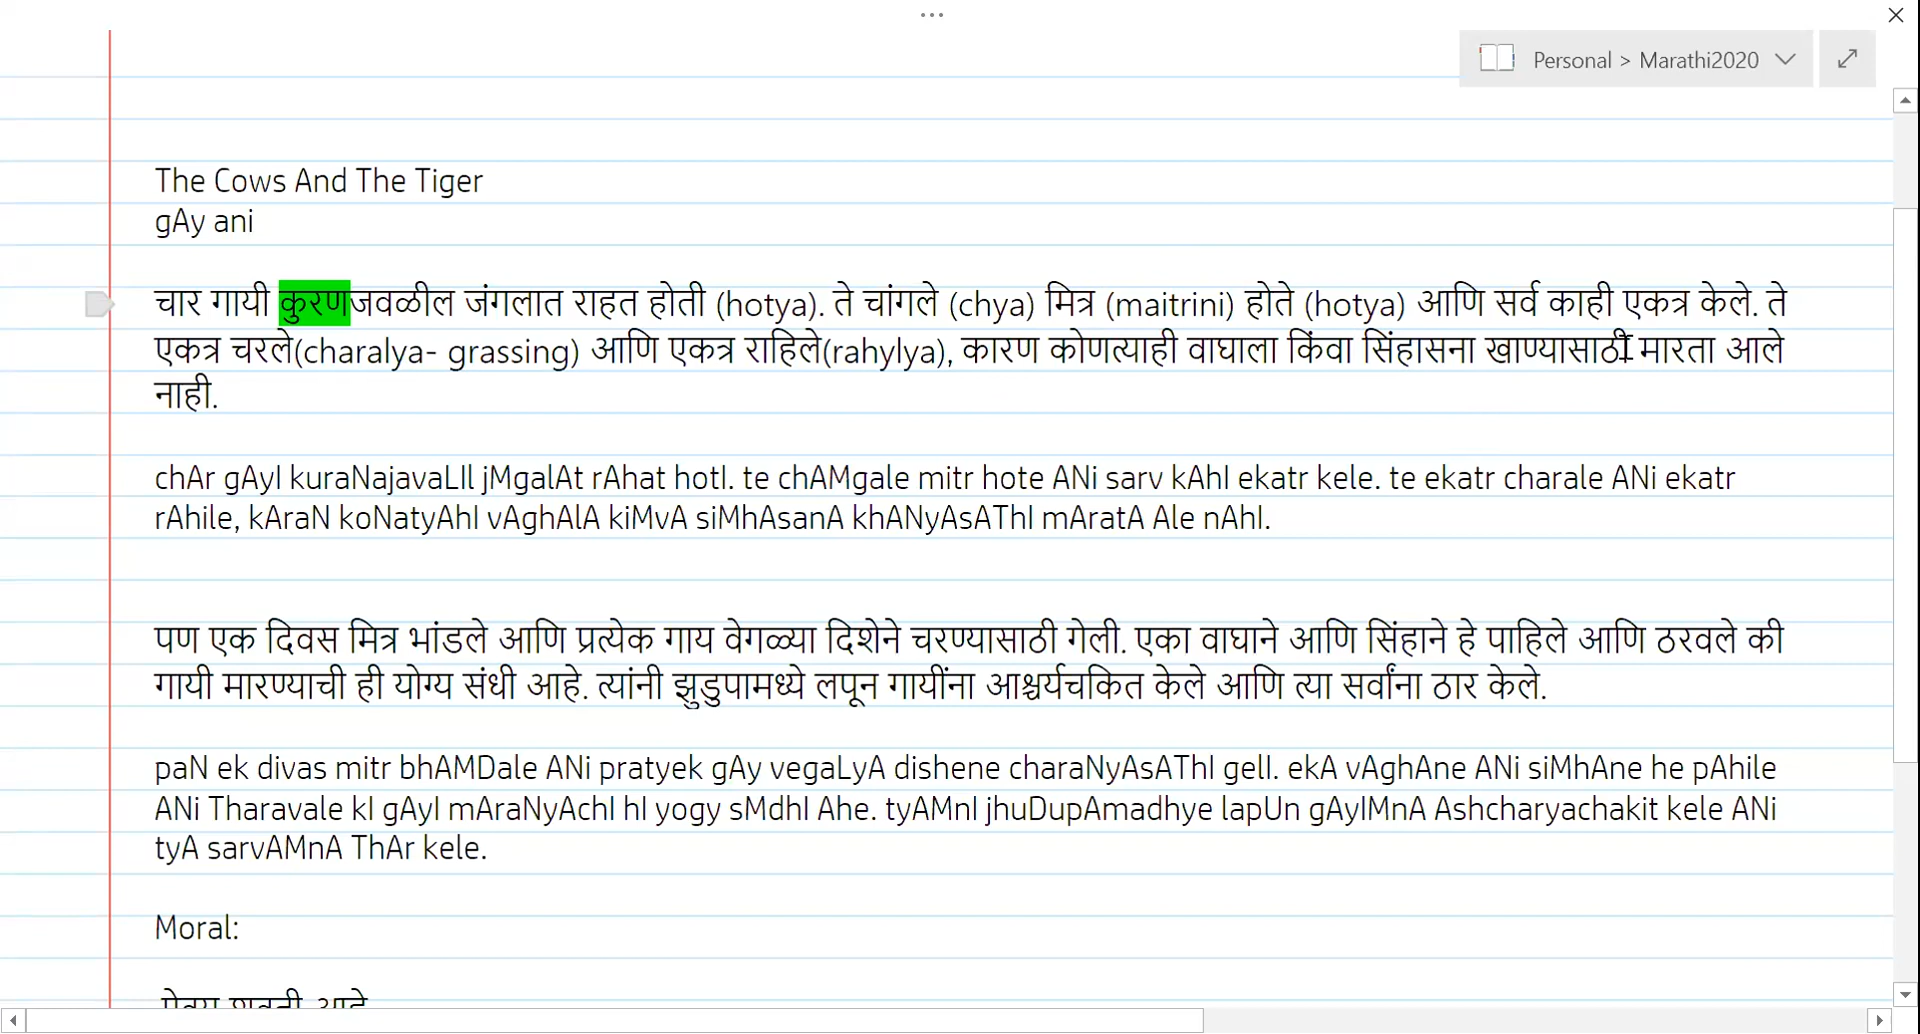 Personal > Marathi2020
The Cows And The Tiger
gAy ani
चार गायी कुरणजवळील जंगलात राहत होती (hotya). ते चांगले (chya) मित्र (maitrini) होते (hotya) आणि सर्व काही एकत्र केले. ते
एकत्र चरले(charalya- grassing) आणि एकत्र राहिले(rahylya), कारण कोणत्याही वाघाला किंवा सिंहासना खाण्यासाठी मारता आले
नाही.
chAr gAyI kuraNajavaLIl jMgalAt rAhat hotI. te chAMgale mitr hote ANi sarv kAhI ekatr kele. te ekatr charale ANi ekatr
rAhile, kAraN koNatyAhI vAghAlA kiMvA siMhAsanA khANyAsAThI mAratA Ale nAhI.
पण एक दिवस मित्र भांडले आणि प्रत्येक गाय वेगळ्या दिशेने चरण्यासाठी गेली. एका वाघाने आणि सिंहाने हे पाहिले आणि ठरवले की
गायी मारण्याची ही योग्य संधी आहे. त्यांनी झुडुपामध्ये लपून गायींना आश्चर्यचकित केले आणि त्या सर्वांना ठार केले.
paN ek divas mitr bhAMDale ANi pratyek gAy vegaLyA dishene charaNyAsAThI gelI. ekA vAghAne ANi siMhAne he pAhile
ANi Tharavale kI gAyI mAraNyAchI hI yogy sMdhI Ahe. tyAMnI jhuDupAmadhye lapUn gAyIMnA AshcharyachakIt kele ANi
tyA sarvAMnA ThAr kele.
Moral: